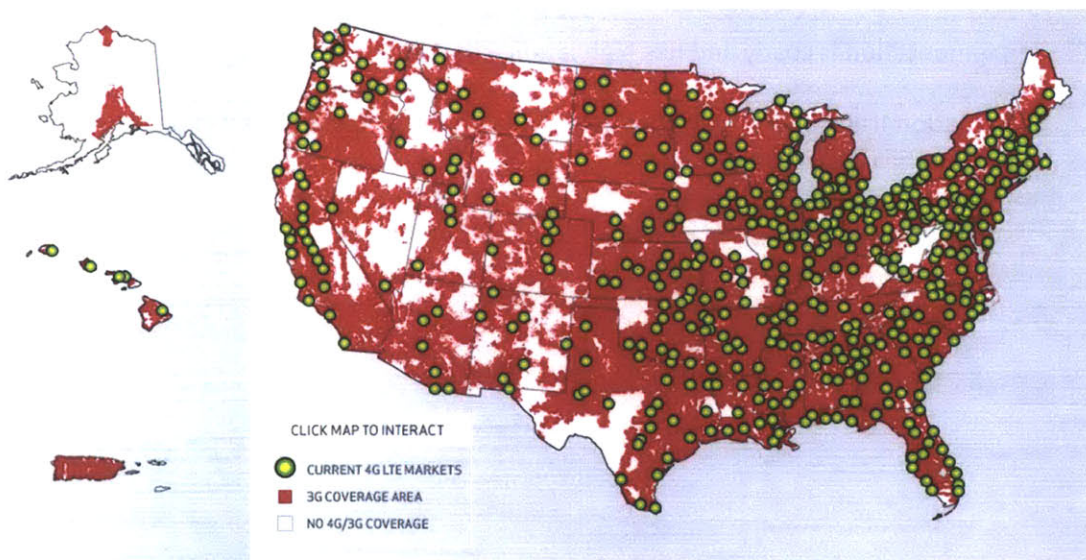 CLICK MAP TO INTERACT
CURRENT 4G LTE MARKETS
3G COVERAGE AREA
NO 4G/3G COVERAGE